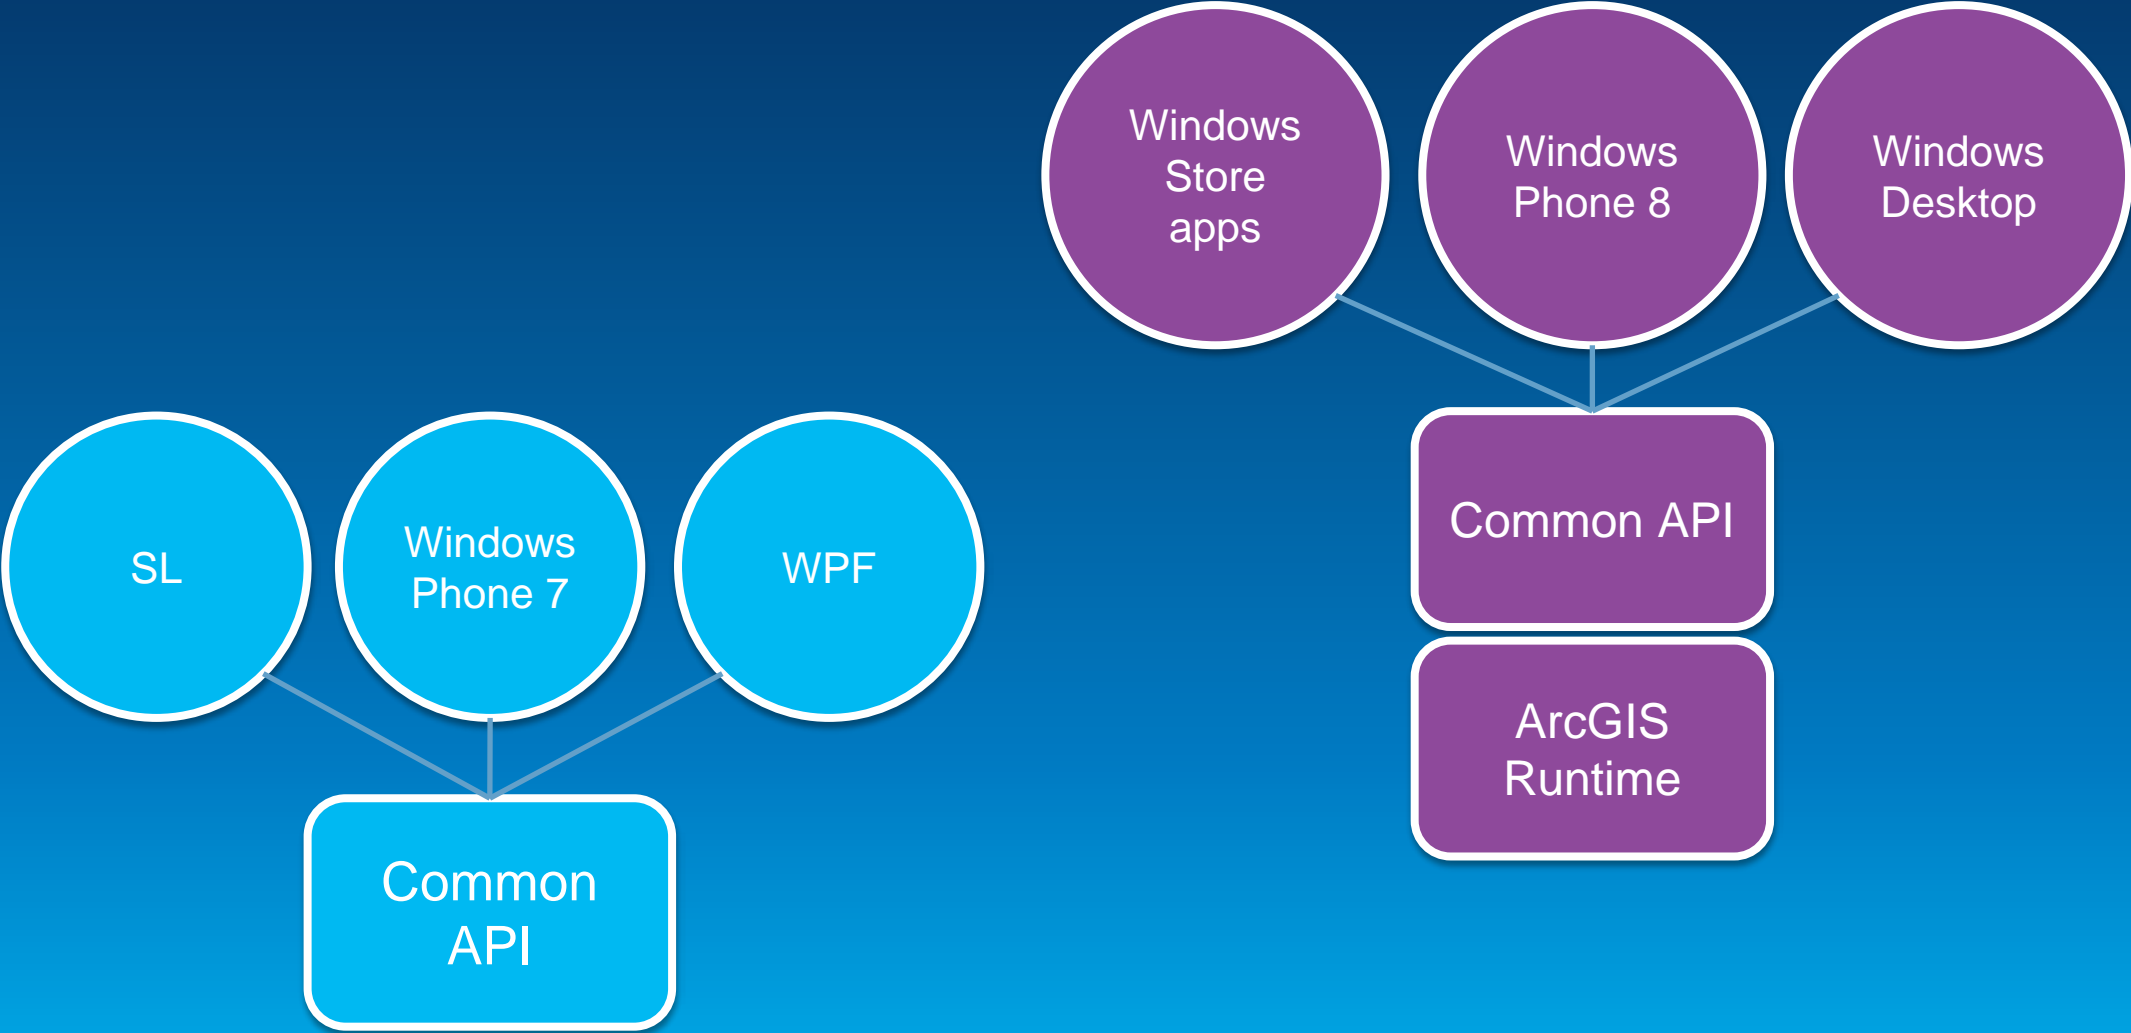 Windows
Store
apps
Windows
Phone 8
Windows
Desktop
Common API
ArcGIS
Runtime
SL
Windows
Phone 7
WPF
Common
API